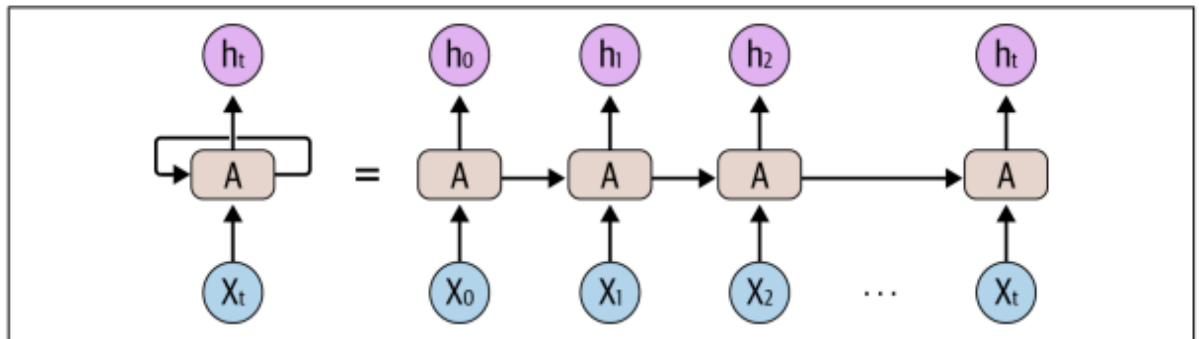 hₜ h₀ h₁ h₂ hₜ
A = A A A A
Xₜ X₀ X₁ X₂ ... Xₜ